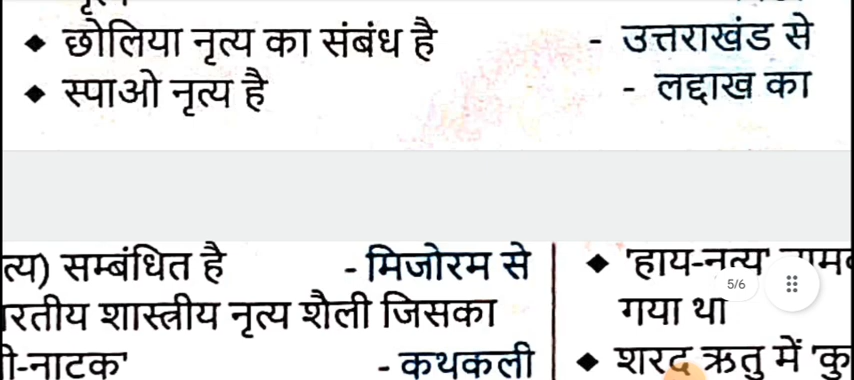 ◆ छोलिया नृत्य का संबंध है - उत्तराखंड से
◆ स्पाओ नृत्य है - लद्दाख का
त्य) सम्बंधित है - मिजोरम से
रतीय शास्त्रीय नृत्य शैली जिसका
ी-नाटक' - कथकली
◆ 'हाय-नृत्य'
गया था
◆ शरद ऋतु में 'कु
5/6